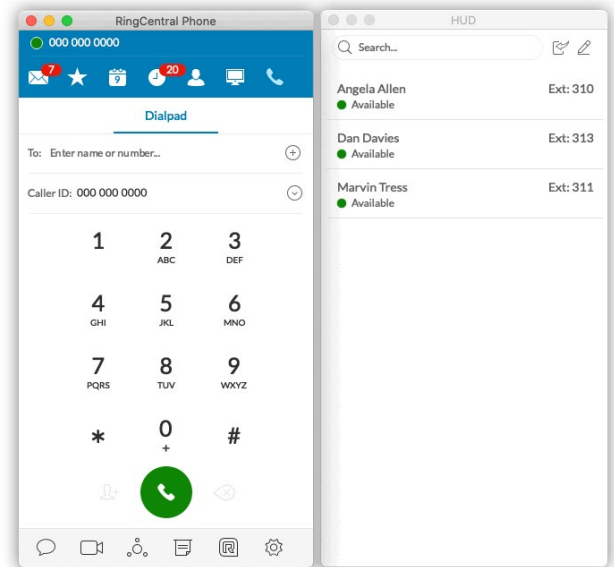 RingCentral Phone
000 000 0000
7
9
20
Dialpad
To: Enter name or number...
Caller ID: 000 000 0000
1 2 3
ABC DEF
4 5 6
GHI JKL MNO
7 8 9
PQRS TUV WXYZ
* 0 #
+
R
HUD
Search...
Angela Allen Ext: 310
Available
Dan Davies Ext: 313
Available
Marvin Tress Ext: 311
Available